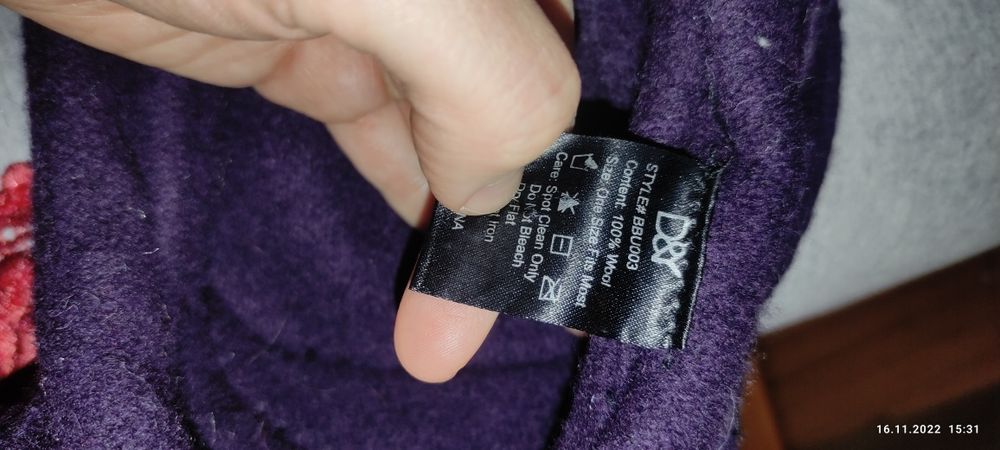 D&Y
STYLE# BBU003
Content: 100% Wool
Size: One Size Fits Most
Care: Spot Clean Only
Do Not Bleach
Dry Flat
Iron
NA
16.11.2022 15:31